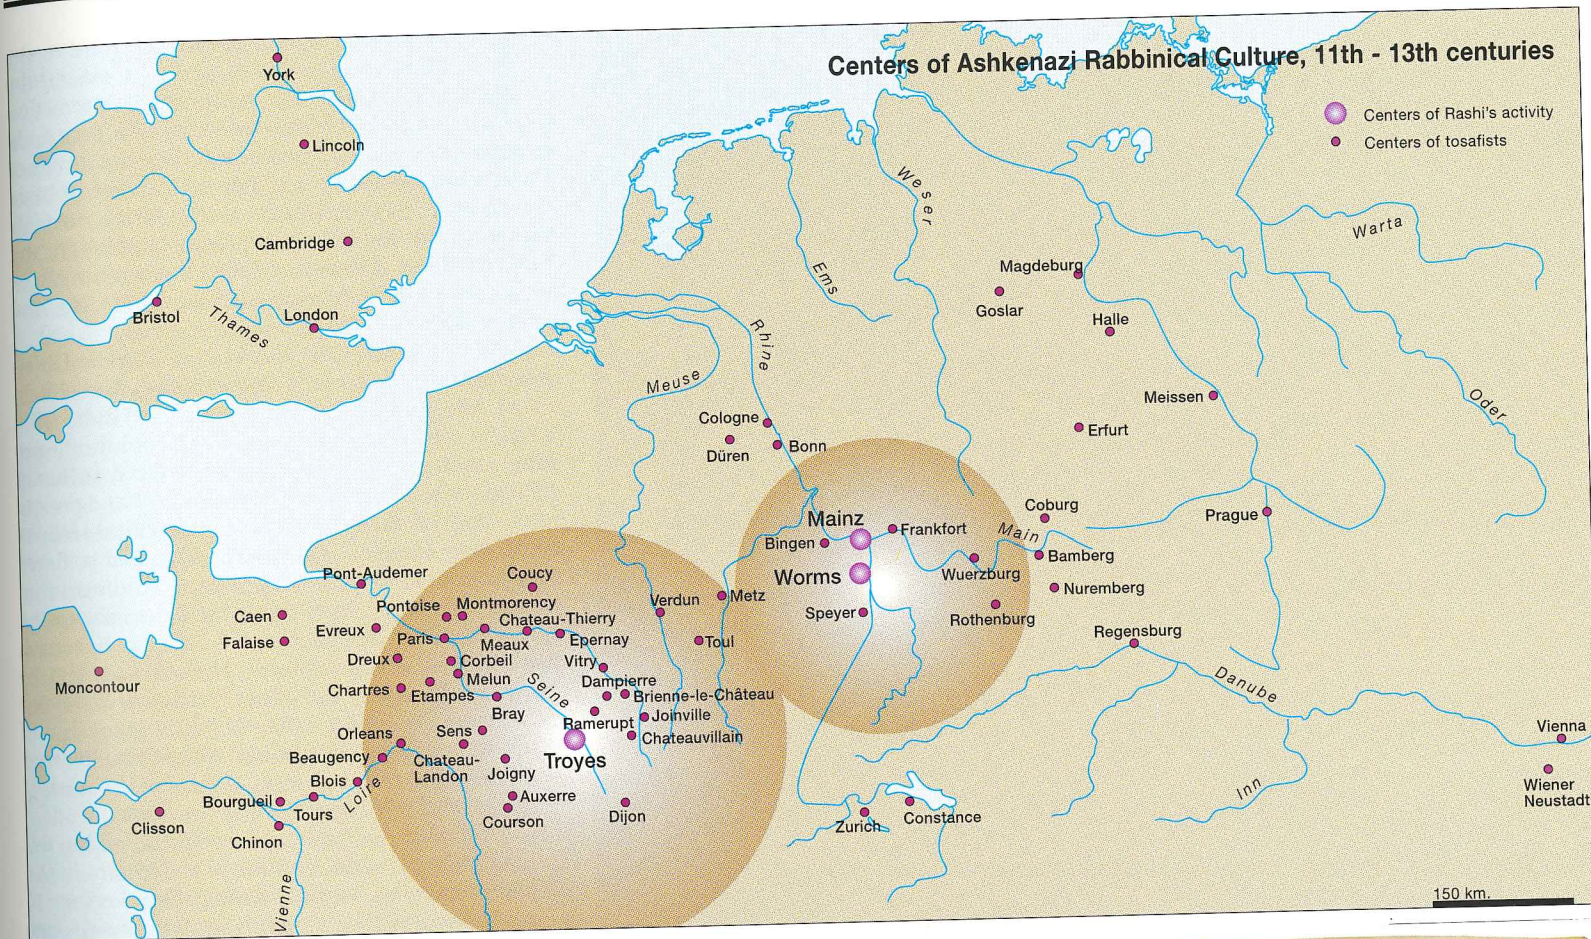 Centers of Ashkenazi Rabbinical Culture, 11th - 13th centuries
Centers of Rashi's activity
Centers of tosafists
York
Lincoln
Cambridge
Bristol
Thames
London
Weser
Warta
Ems
Magdeburg
Goslar
Halle
Rhine
Meuse
Meissen
Oder
Cologne
Bonn
Düren
Erfurt
Coburg
Prague
Mainz
Frankfort
Main
Bingen
Bamberg
Worms
Wuerzburg
Nuremberg
Speyer
Rothenburg
Regensburg
Danube
Pont-Audemer
Coucy
Metz
Verdun
Pontoise
Montmorency
Caen
Evreux
Chateau-Thierry
Falaise
Paris
Meaux
Epernay
Toul
Dreux
Corbeil
Vitry
Melun
Seine
Dampierre
Moncontour
Chartres
Etampes
Brienne-le-Château
Bray
Ramerupt
Joinville
Orleans
Sens
Chateauvillain
Beaugency
Chateau-
Landon
Troyes
Joigny
Blois
Loire
Bourgueil
Tours
Auxerre
Courson
Dijon
Clisson
Chinon
Vienne
Zurich
Constance
Inn
Vienna
Wiener
Neustadt
150 km.